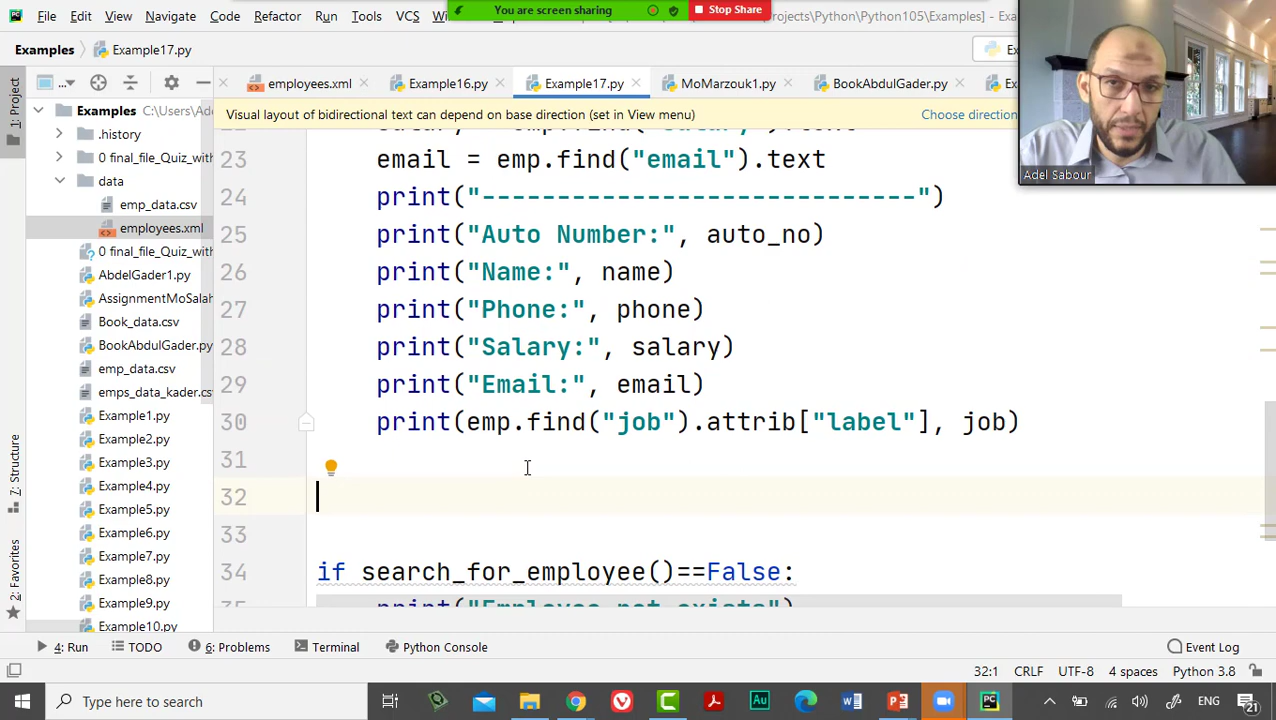 File Edit View Navigate Code Refactor Run Tools VCS
You are screen sharing
Stop Share
Examples Example17.py
Project
employees.xml Example16.py Example17.py MoMarzouk1.py BookAbdulGader.py
Visual layout of bidirectional text can depend on base direction (set in View menu)
Choose direction
Adel Sabour
Examples
.history
0 final_file_Quiz_with
data
emp_data.csv
employees.xml
0 final_file_Quiz_with
AbdelGader1.py
AssignmentMoSalah
Book_data.csv
BookAbdulGader.py
emp_data.csv
emps_data_kader.cs
Example1.py
Example2.py
Example3.py
Example4.py
Example5.py
Example6.py
Example7.py
Example8.py
Example9.py
Example10.py
Z: Structure
2: Favorites
23 email = emp.find("email").text
24 print("-----------------------------")
25 print("Auto Number:", auto_no)
26 print("Name:", name)
27 print("Phone:", phone)
28 print("Salary:", salary)
29 print("Email:", email)
30 print(emp.find("job").attrib["label"], job)
31
32
33
34 if search_for_employee()==False:
4: Run TODO 6: Problems Terminal Python Console Event Log
32:1 CRLF UTF-8 4 spaces Python 3.8
Type here to search
ENG
21